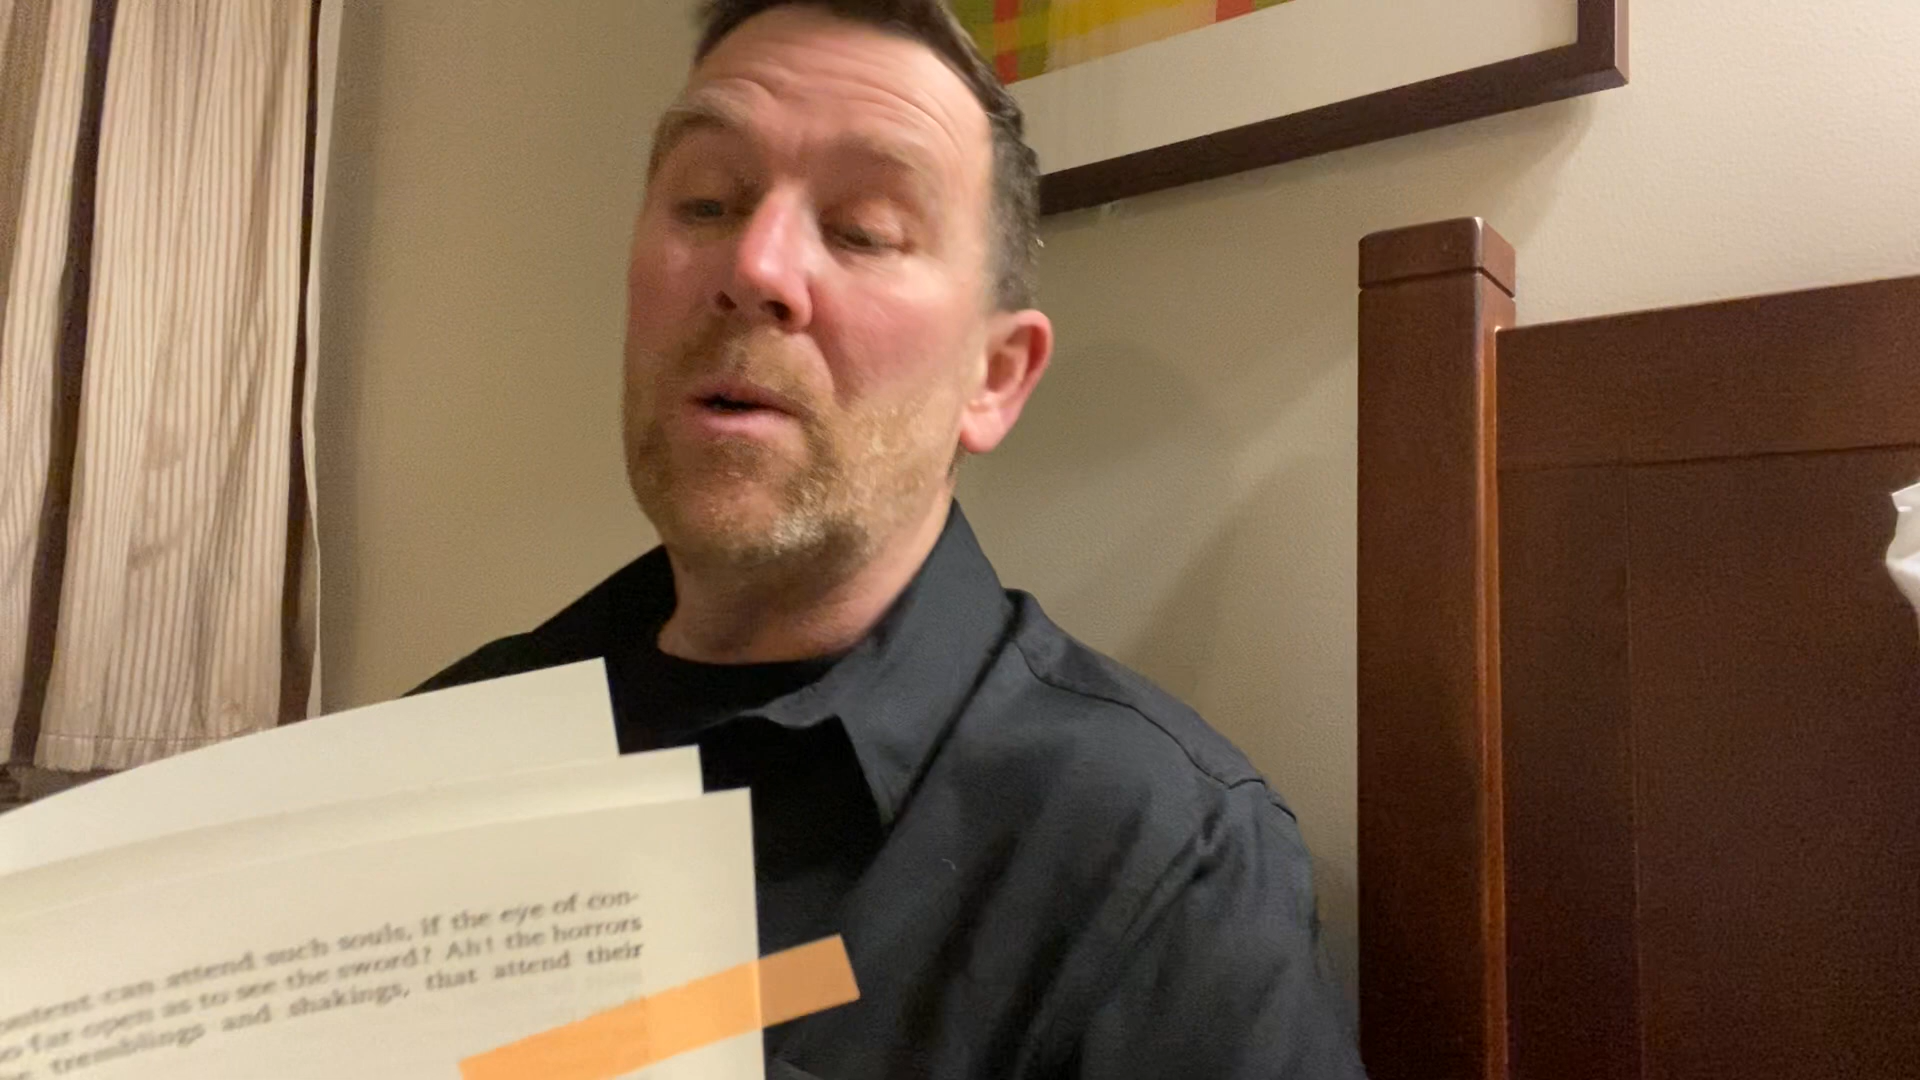 can attend such souls, if the eye of con-
so far open as to see the sword? Ah! the horrors
tremblings and shakings, that attend their